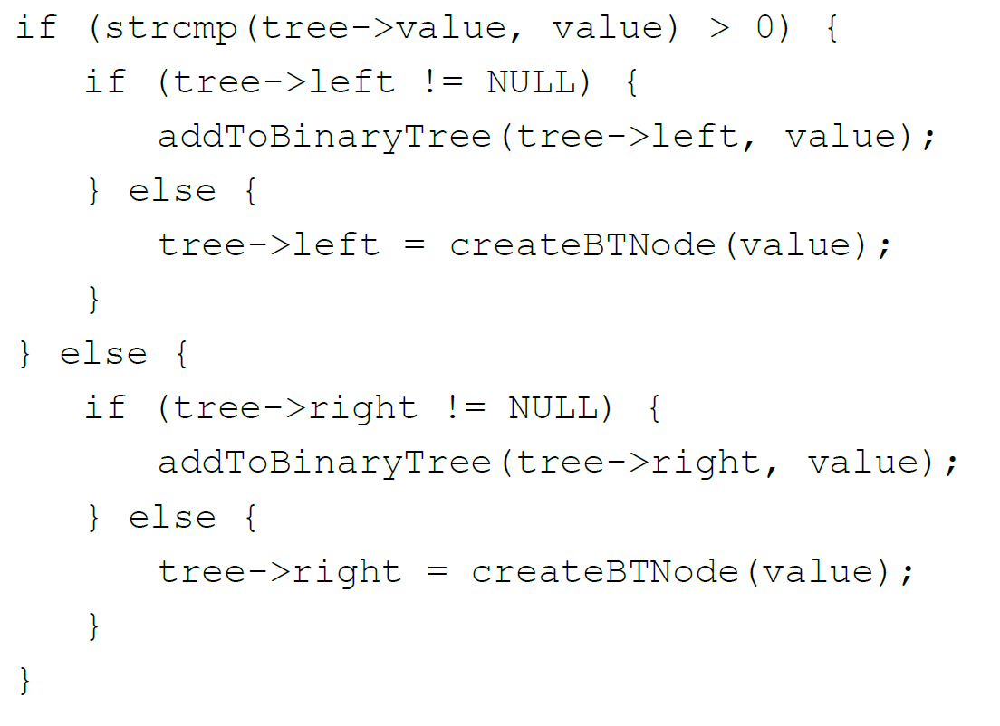 if (strcmp(tree->value, value) > 0) {
   if (tree->left != NULL) {
      addToBinaryTree(tree->left, value);
   } else {
      tree->left = createBTNode(value);
   }
} else {
   if (tree->right != NULL) {
      addToBinaryTree(tree->right, value);
   } else {
      tree->right = createBTNode(value);
   }
}